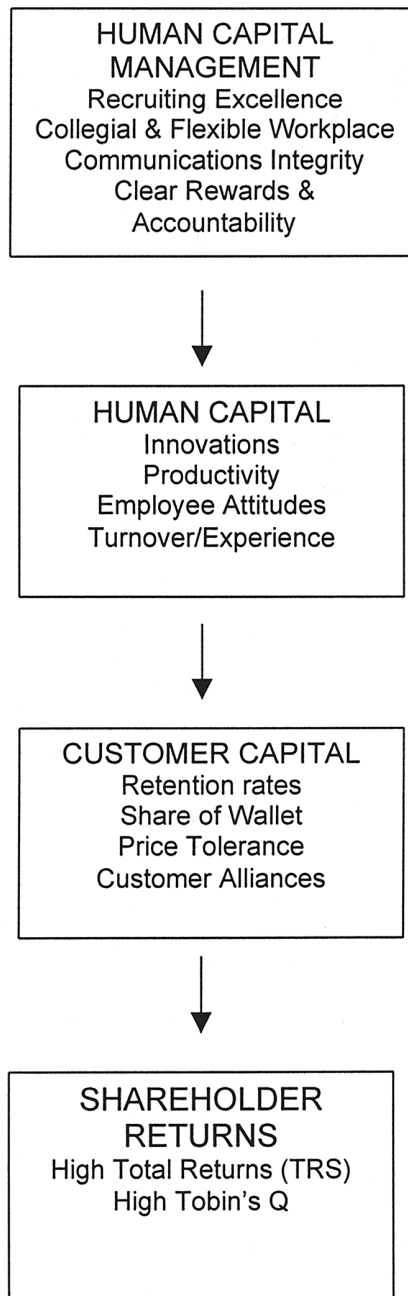 HUMAN CAPITAL
MANAGEMENT
Recruiting Excellence
Collegial & Flexible Workplace
Communications Integrity
Clear Rewards &
Accountability
HUMAN CAPITAL
Innovations
Productivity
Employee Attitudes
Turnover/Experience
CUSTOMER CAPITAL
Retention rates
Share of Wallet
Price Tolerance
Customer Alliances
SHAREHOLDER
RETURNS
High Total Returns (TRS)
High Tobin's Q